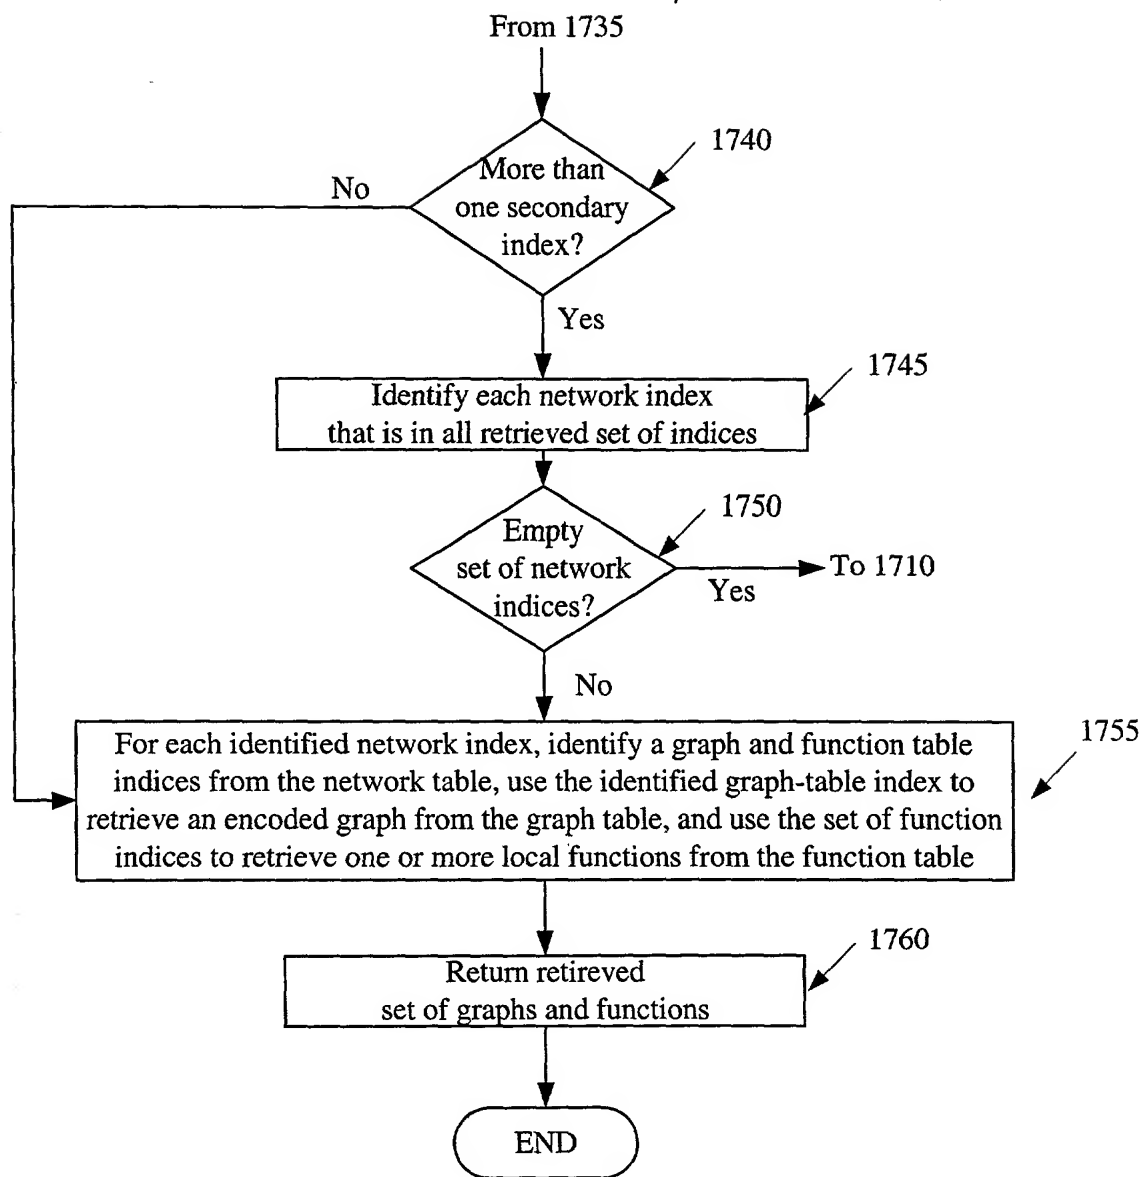 From 1735
1740
More than
one secondary
index?
No
Yes
1745
Identify each network index
that is in all retrieved set of indices
1750
Empty
set of network
indices?
To 1710
Yes
No
1755
For each identified network index, identify a graph and function table
indices from the network table, use the identified graph-table index to
retrieve an encoded graph from the graph table, and use the set of function
indices to retrieve one or more local functions from the function table
1760
Return retireved
set of graphs and functions
END